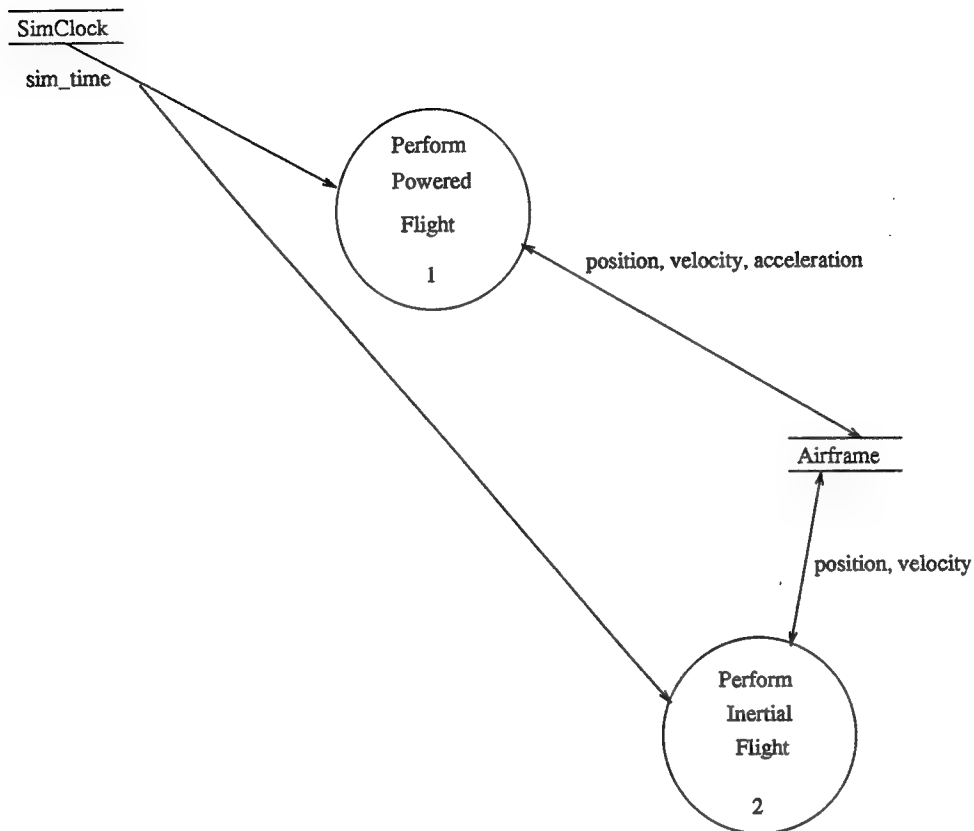 SimClock
sim_time
Perform
Powered
Flight
1
position, velocity, acceleration
Airframe
position, velocity
Perform
Inertial
Flight
2